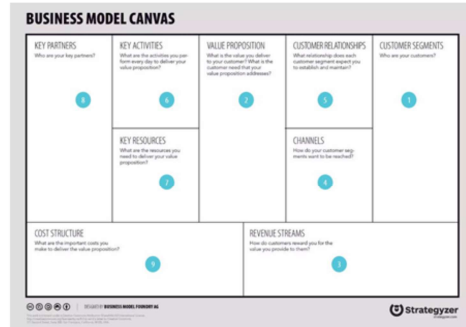 BUSINESS MODEL CANVAS
KEY PARTNERS
Who are your key partners?
8
KEY ACTIVITIES
What are the activities you per-
form every day to deliver your
value proposition?
6
VALUE PROPOSITION
What is the value you deliver
to your customer? What is the
customer need that your
value proposition addresses?
2
CUSTOMER RELATIONSHIPS
What relationship does each
customer segment expect you
to establish and maintain?
5
CUSTOMER SEGMENTS
Who are your customers?
1
KEY RESOURCES
What are the resources you
need to deliver your value
proposition?
7
CHANNELS
How do your customer seg-
ments want to be reached?
4
COST STRUCTURE
What are the important costs you
make to deliver the value proposition?
9
REVENUE STREAMS
How do customers reward you for the
value you provide to them?
3
DESIGNED BY BUSINESS MODEL FOUNDRY AG
Strategyzer
strategyzer.com